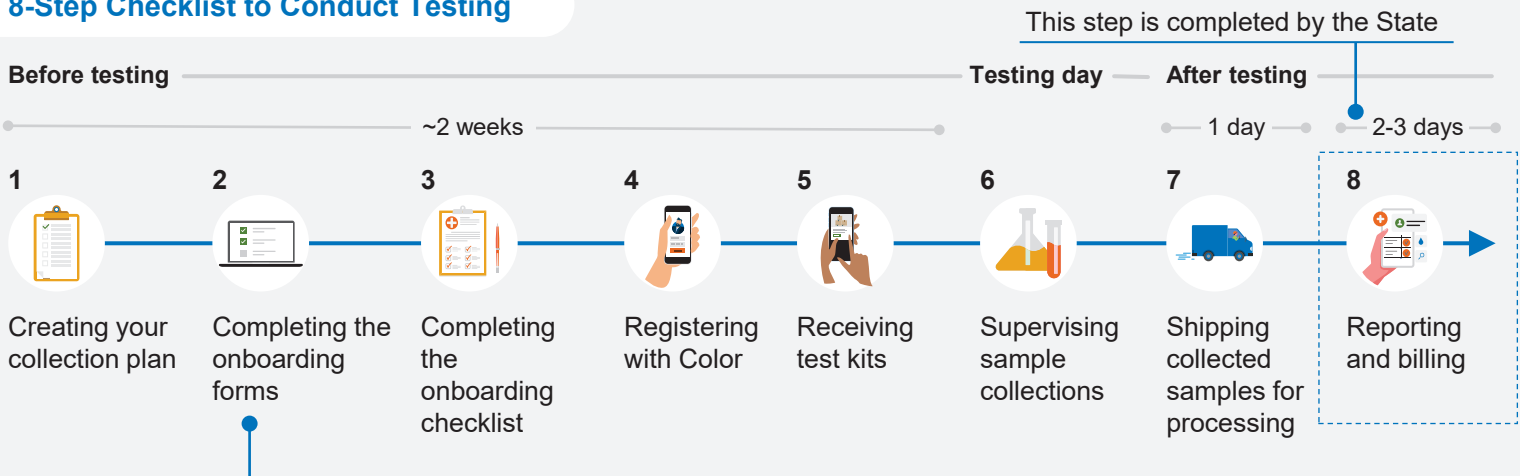 8-Step Checklist to Conduct Testing
This step is completed by the State
Before testing
Testing day
After testing
~2 weeks
1 day
2-3 days
1
2
3
4
5
6
7
8
Creating your
collection plan
Completing the
onboarding
forms
Completing
the
onboarding
checklist
Registering
with Color
Receiving
test kits
Supervising
sample
collections
Shipping
collected
samples for
processing
Reporting
and billing